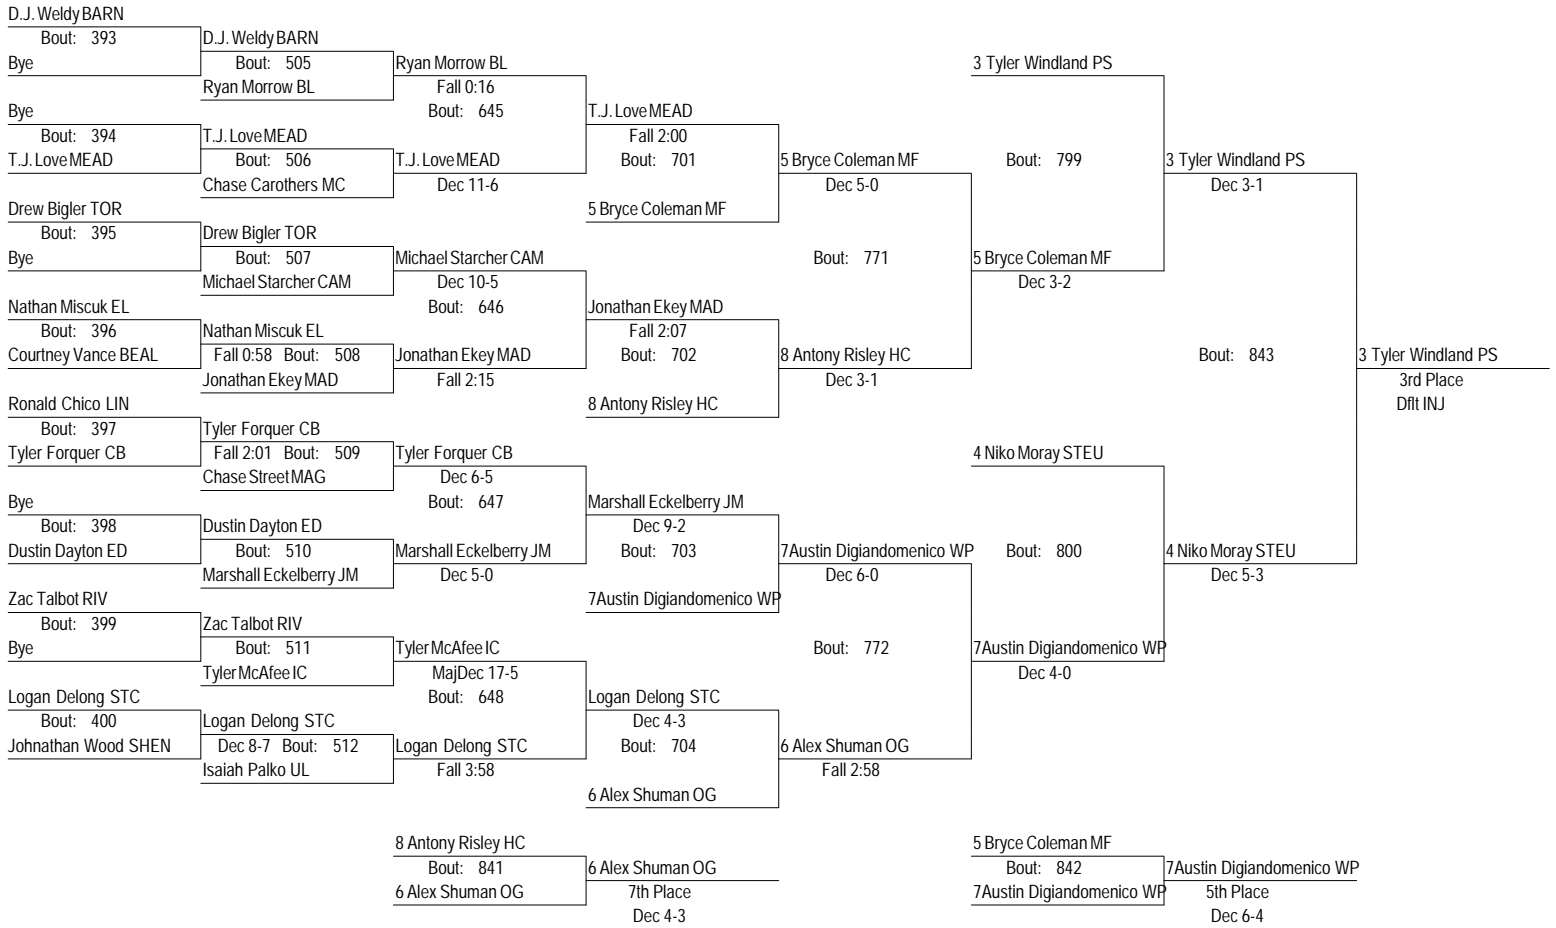 D.J. Weldy BARN
Bout: 393
Bye
Bye
Bout: 394
T.J. Love MEAD
Drew Bigler TOR
Bout: 395
Bye
Nathan Miscuk EL
Bout: 396
Courtney Vance BEAL
Ronald Chico LIN
Bout: 397
Tyler Forquer CB
Bye
Bout: 398
Dustin Dayton ED
Zac Talbot RIV
Bout: 399
Bye
Logan Delong STC
Bout: 400
Johnathan Wood SHEN
D.J. Weldy BARN
Bout: 505
Ryan Morrow BL
T.J. Love MEAD
Bout: 506
Chase Carothers MC
Drew Bigler TOR
Bout: 507
Michael Starcher CAM
Nathan Miscuk EL
Fall 0:58 Bout: 508
Jonathan Ekey MAD
Tyler Forquer CB
Fall 2:01 Bout: 509
Chase Street MAG
Dustin Dayton ED
Bout: 510
Marshall Eckelberry JM
Zac Talbot RIV
Bout: 511
Tyler McAfee IC
Logan Delong STC
Dec 8-7 Bout: 512
Isaiah Palko UL
Ryan Morrow BL
Fall 0:16
Bout: 645
T.J. Love MEAD
Dec 11-6
Michael Starcher CAM
Dec 10-5
Bout: 646
Jonathan Ekey MAD
Fall 2:15
Tyler Forquer CB
Dec 6-5
Bout: 647
Marshall Eckelberry JM
Dec 5-0
Tyler McAfee IC
MajDec 17-5
Bout: 648
Logan Delong STC
Fall 3:58
T.J. Love MEAD
Fall 2:00
Bout: 701
5 Bryce Coleman MF
Jonathan Ekey MAD
Fall 2:07
Bout: 702
8 Antony Risley HC
Marshall Eckelberry JM
Dec 9-2
Bout: 703
7 Austin Digiandomenico WP
Logan Delong STC
Dec 4-3
Bout: 704
6 Alex Shuman OG
5 Bryce Coleman MF
Dec 5-0
Bout: 771
8 Antony Risley HC
Dec 3-1
7 Austin Digiandomenico WP
Dec 6-0
Bout: 772
6 Alex Shuman OG
Fall 2:58
3 Tyler Windland PS
Bout: 799
5 Bryce Coleman MF
Dec 3-2
4 Niko Moray STEU
Bout: 800
7 Austin Digiandomenico WP
Dec 4-0
3 Tyler Windland PS
Dec 3-1
Bout: 843
4 Niko Moray STEU
Dec 5-3
3 Tyler Windland PS
3rd Place
Dflt INJ
8 Antony Risley HC
Bout: 841
6 Alex Shuman OG
6 Alex Shuman OG
7th Place
Dec 4-3
5 Bryce Coleman MF
Bout: 842
7 Austin Digiandomenico WP
7 Austin Digiandomenico WP
5th Place
Dec 6-4